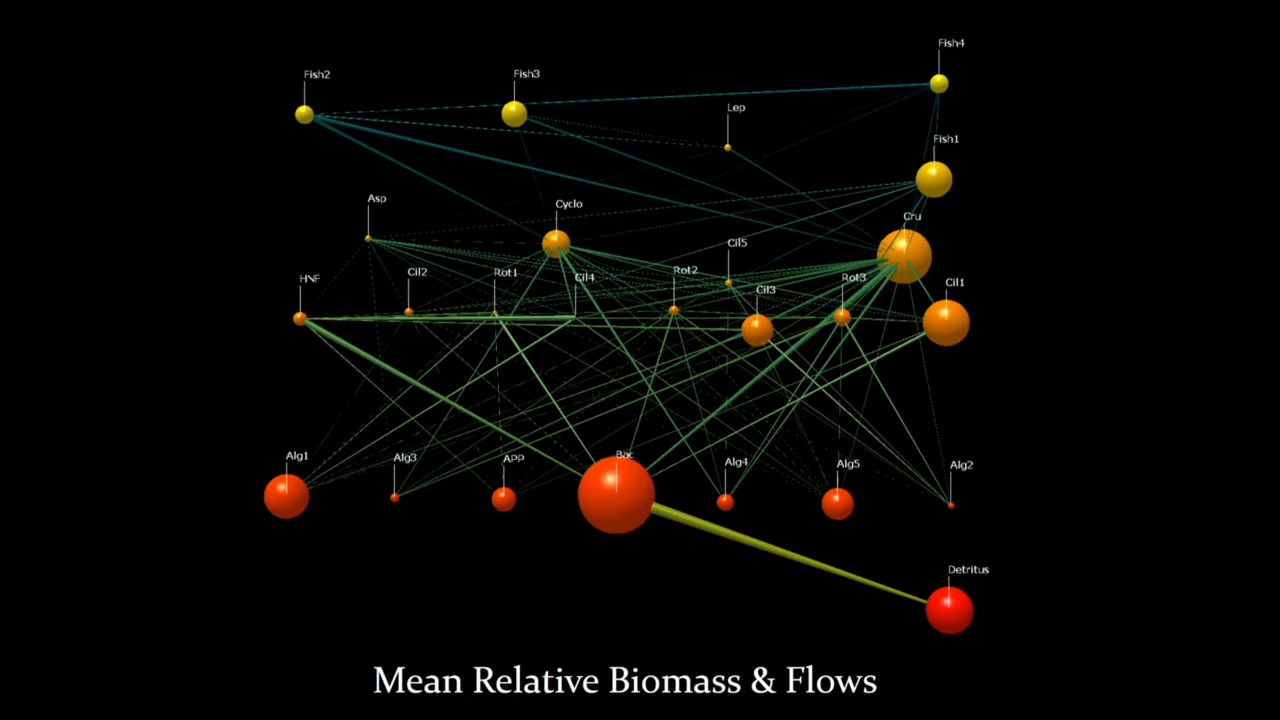 Fish4
Fish2
Fish3
Lep
Fish1
Asp
Cyclo
Cru
Cil5
HNF
Cil2
Rot1
Cil4
Rot2
Cil3
Rot3
Cil1
Alg1
Alg3
APP
Bac
Alg4
Alg5
Alg2
Detritus
Mean Relative Biomass & Flows